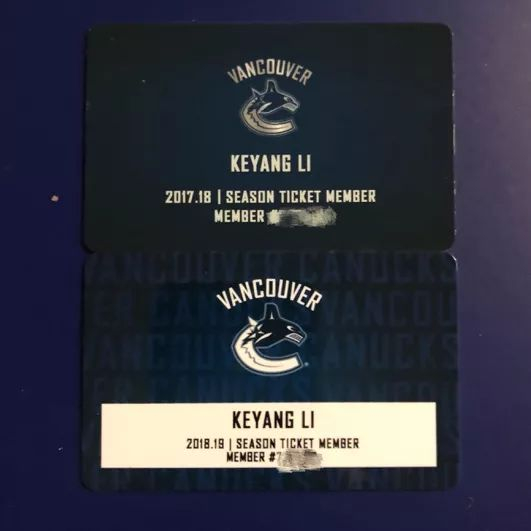 VANCOUVER
KEYANG LI
2017.18 | SEASON TICKET MEMBER
MEMBER #
VANCOUVER CANUCKS
VANCOUVER
KEYANG LI
2018.19 | SEASON TICKET MEMBER
MEMBER #7